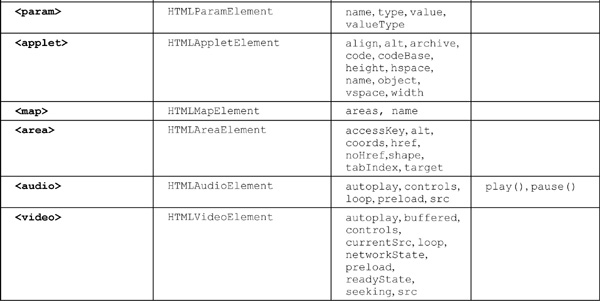 <param> HTMLParamElement name, type, value,
valueType
<applet> HTMLAppletElement align, alt, archive,
code, codeBase,
height, hspace,
name, object,
vspace, width
<map> HTMLMapElement areas, name
<area> HTMLAreaElement accessKey, alt,
coords, href,
noHref,shape,
tabIndex, target
<audio> HTMLAudioElement autoplay, controls, play(),pause()
loop, preload, src
<video> HTMLVideoElement autoplay, buffered,
controls,
currentSrc, loop,
networkState,
preload,
readyState,
seeking, src